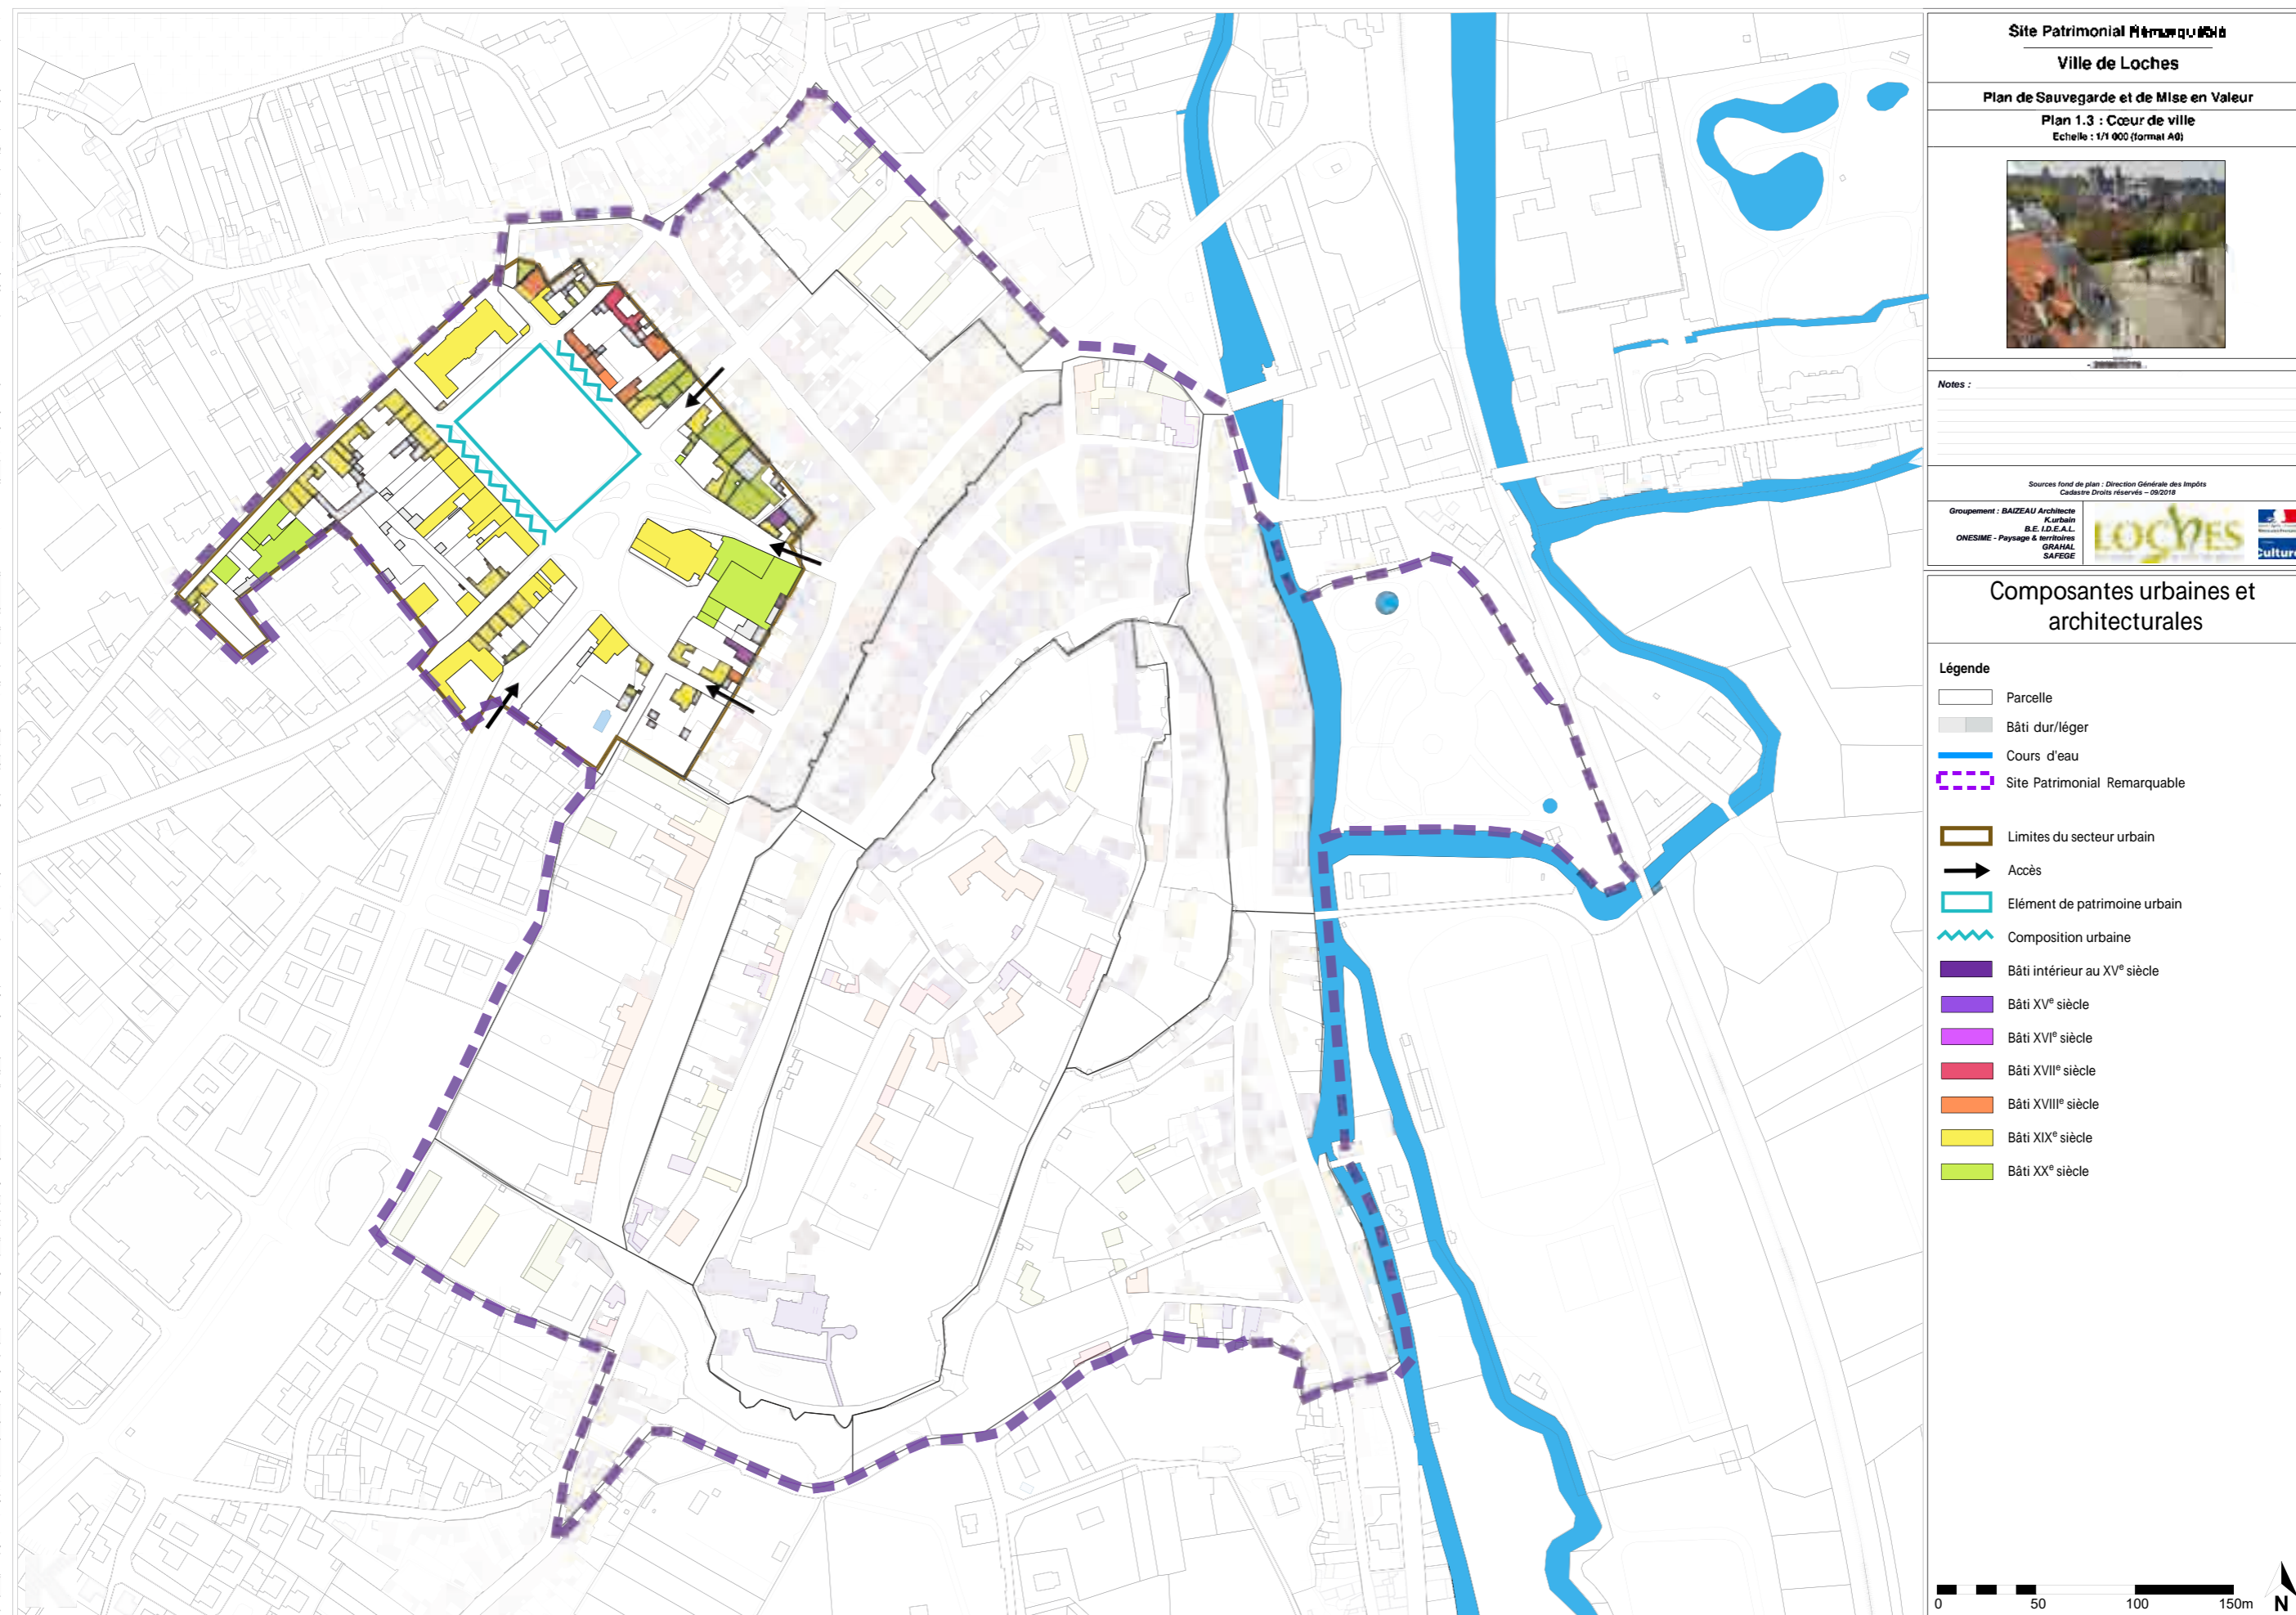 Site Patrimonial
Ville de Loches
Plan de Sauvegarde et de Mise en Valeur
Plan 1.3 : Cœur de ville
Echelle : 1/1 000 (format A0)
Notes :
Sources fond de plan : Direction Générale des Impôts
Cadastre Droits réservés – 09/2018
Groupement : BAIZEAU Architecte
K.urbain
B.E. I.D.E.A.L.
ONESIME - Paysage & territoires
GRAHAL
SAFEGE
LOCHES
Culture
Composantes urbaines et
architecturales
Légende
Parcelle
Bâti dur/léger
Cours d'eau
Site Patrimonial Remarquable
Limites du secteur urbain
Accès
Elément de patrimoine urbain
Composition urbaine
Bâti intérieur au XVe siècle
Bâti XVe siècle
Bâti XVIe siècle
Bâti XVIIe siècle
Bâti XVIIIe siècle
Bâti XIXe siècle
Bâti XXe siècle
0 50 100 150m N